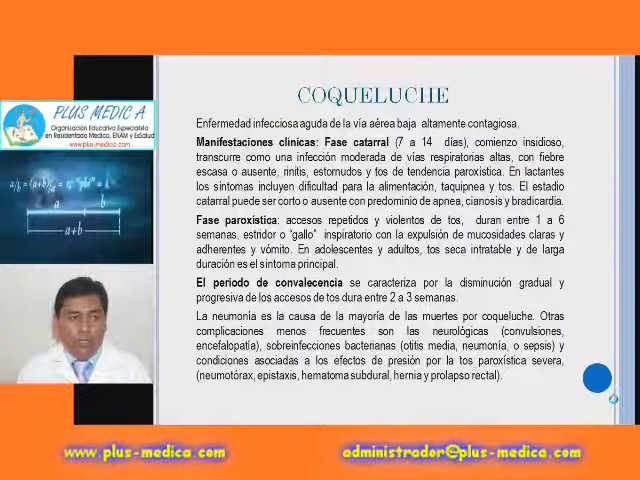 COQUELUCHE
PLUS MEDIC A
Organización Educativa Especialista
en Residentado Medico, ENAM y EsSalud
www.plus-medica.com
Enfermedad infecciosa aguda de la vía aérea baja altamente contagiosa.
Manifestaciones clínicas: Fase catarral (7 a 14 días), comienzo insidioso,
transcurre como una infección moderada de vías respiratorias altas, con fiebre
escasa o ausente, rinitis, estornudos y tos de tendencia paroxística. En lactantes
los síntomas incluyen dificultad para la alimentación, taquipnea y tos. El estadio
catarral puede ser corto o ausente con predominio de apnea, cianosis y bradicardia.
Fase paroxística: accesos repetidos y violentos de tos, duran entre 1 a 6
semanas, estridor o “gallo” inspiratorio con la expulsión de mucosidades claras y
adherentes y vómito. En adolescentes y adultos, tos seca intratable y de larga
duración es el síntoma principal.
El periodo de convalecencia se caracteriza por la disminución gradual y
progresiva de los accesos de tos dura entre 2 a 3 semanas.
La neumonía es la causa de la mayoría de las muertes por coqueluche. Otras
complicaciones menos frecuentes son las neurológicas (convulsiones,
encefalopatía), sobreinfecciones bacterianas (otitis media, neumonía, o sepsis) y
condiciones asociadas a los efectos de presión por la tos paroxística severa,
(neumotórax, epistaxis, hematoma subdural, hernia y prolapso rectal).
a b
a+b
www.plus-medica.com administrador@plus-medica.com